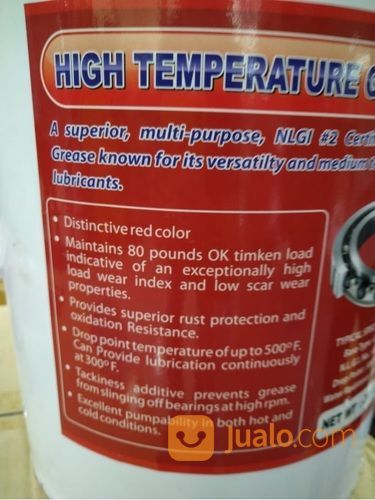 HIGH TEMPERATURE
A superior, multi-purpose, NLGI #2
Grease known for its versatilty and medium
lubricants.
• Distinctive red color
• Maintains 80 pounds OK timken load
indicative of an exceptionally high
load wear index and low scar wear
properties.
• Provides superior rust protection and
oxidation Resistance.
• Drop point temperature of up to 500°F.
Can Provide lubrication continuously
at 300°F.
• Tackiness additive prevents grease
from slinging off bearings at high rpm.
• Excellent pumpability in both hot and
cold conditions.
jualo.com